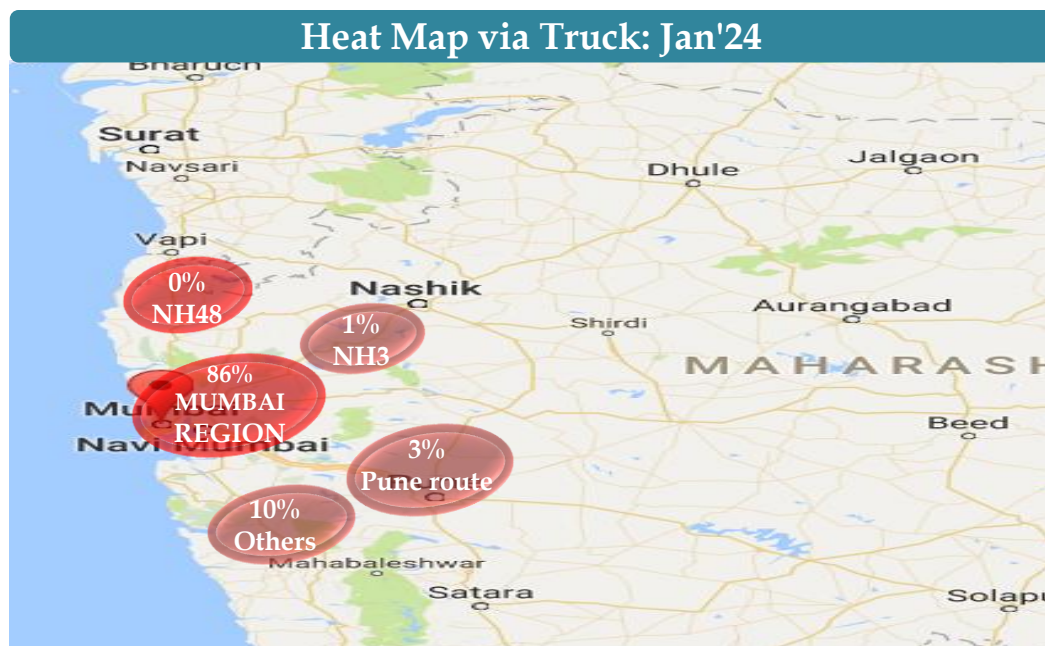 Heat Map via Truck: Jan'24
Bharuch
Surat
Navsari
Dhule
Jalgaon
Vapi
0%
NH48
Nashik
1%
NH3
Shirdi
Aurangabad
MAHARASH
86%
MUMBAI
REGION
Mumbai
Navi Mumbai
Beed
3%
Pune route
10%
Others
Mahabaleshwar
Satara
Solapu